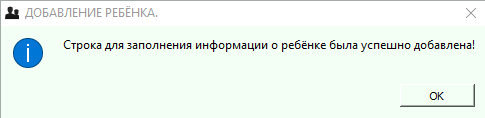 ДОБАВЛЕНИЕ РЕБЁНКА.
Строка для заполнения информации о ребёнке была успешно добавлена!
OK